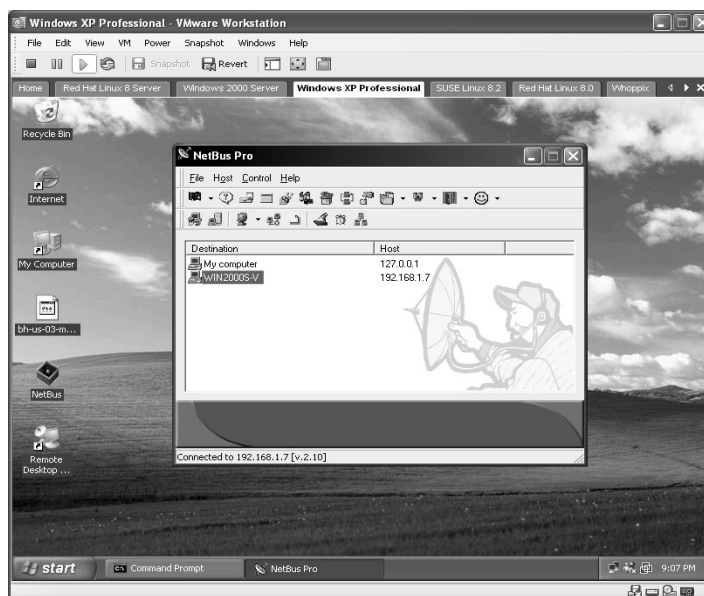 Windows XP Professional - VMware Workstation
File Edit View VM Power Snapshot Windows Help
Snapshot Revert
Home Red Hat Linux 8 Server Windows 2000 Server Windows XP Professional SUSE Linux 8.2 Red Hat Linux 8.0 Whoppix
Recycle Bin
Internet
My Computer
bh-us-03-m...
NetBus
Remote
Desktop ...
NetBus Pro
File Host Control Help
Destination Host
My computer 127.0.0.1
WIN2000S-V 192.168.1.7
Connected to 192.168.1.7 [v.2.10]
start Command Prompt NetBus Pro 9:07 PM